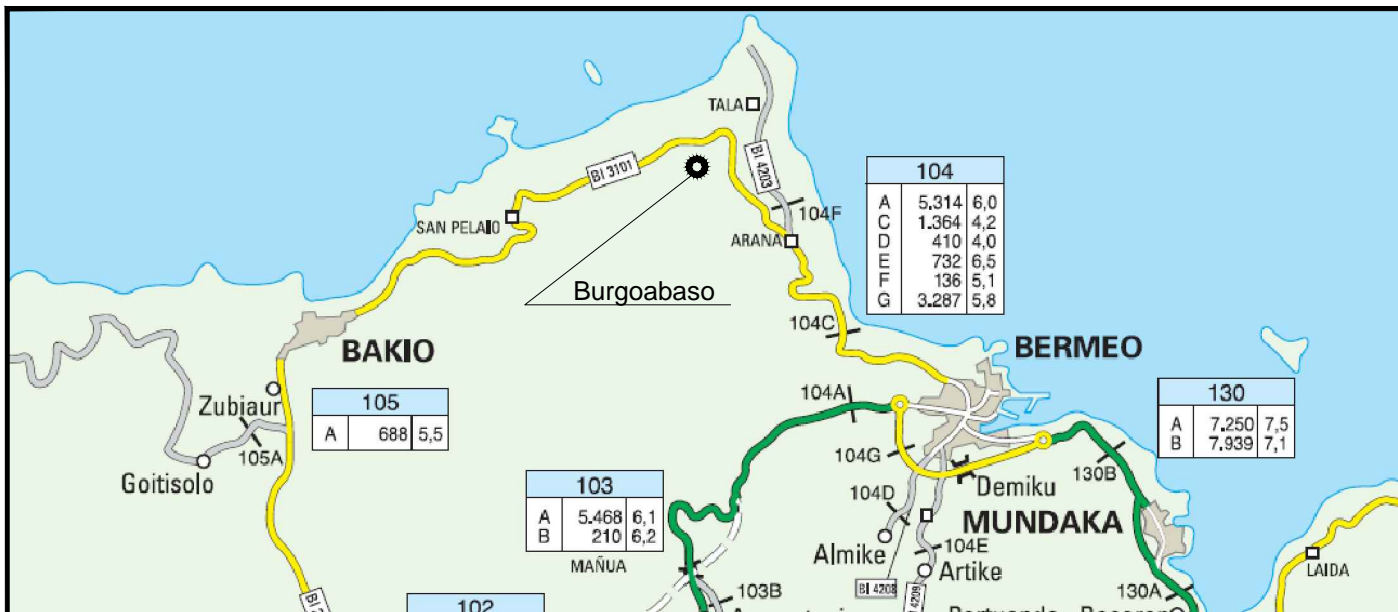 TALA
BI 3101
BI 4203
104
A 5.314 6,0
C 1.364 4,2
D 410 4,0
E 732 6,5
F 136 5,1
G 3.287 5,8
104F
SAN PELAIO
ARANA
Burgoabaso
104C
BAKIO
BERMEO
104A
130
A 7.250 7,5
B 7.939 7,1
Zubiaur
105
A 688 5,5
105A
Goitisolo
104G
130B
103
A 5.468 6,1
B 210 6,2
MAÑUA
Demiku
104D
MUNDAKA
Almike
104E
Artike
LAIDA
BI 4208
BI 4209
103B
130A
102